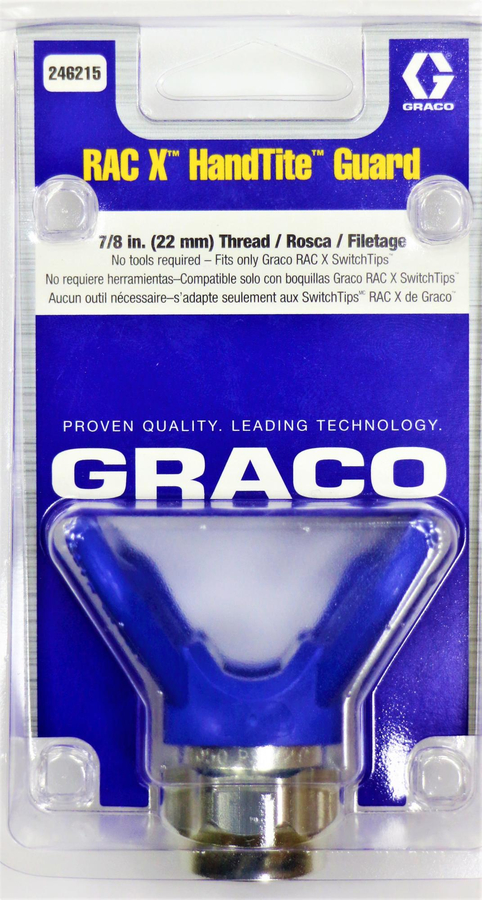 246215
GRACO
RAC X™ HandTite™ Guard
7/8 in. (22 mm) Thread / Rosca / Filetage
No tools required – Fits only Graco RAC X SwitchTips™
No requiere herramientas–Compatible solo con boquillas Graco RAC X SwitchTips™
Aucun outil nécessaire–s'adapte seulement aux SwitchTips🅪 RAC X de Graco™
PROVEN QUALITY. LEADING TECHNOLOGY.
GRACO